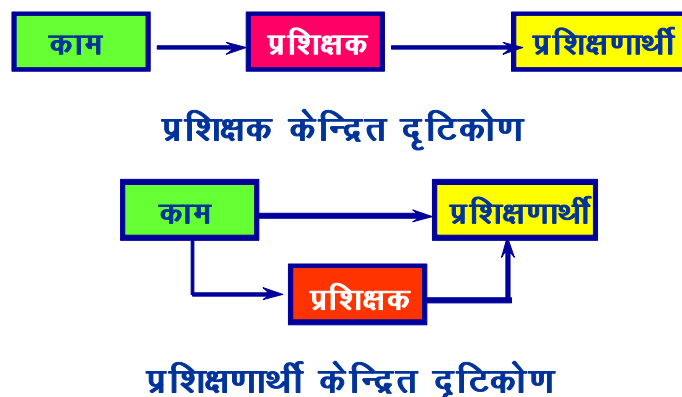 काम प्रशिक्षक प्रशिक्षणार्थी
प्रशिक्षक केन्द्रित दृटिकोण
काम प्रशिक्षणार्थी
प्रशिक्षक
प्रशिक्षणार्थी केन्द्रित दृटिकोण